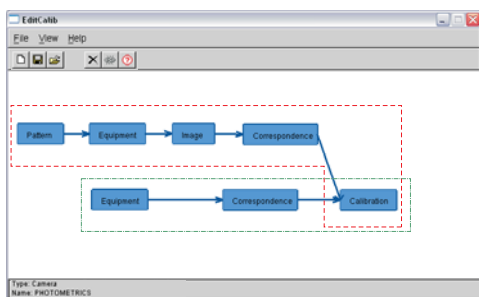 EditCalib
File View Help
Pattern Equipment Image Correspondence
Equipment Correspondence Calibration
Type: Camera
Name: PHOTOMETRICS